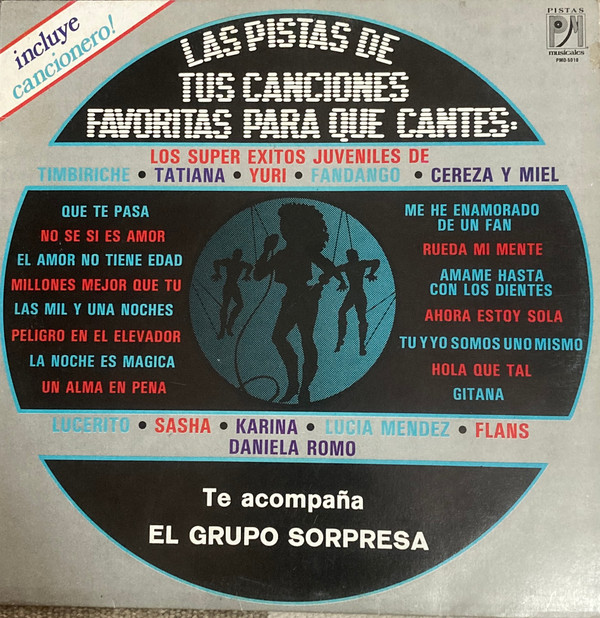 incluye
cancionero!
PISTAS
PM
musicales
PMD 6018
LAS PISTAS DE
TUS CANCIONES
FAVORITAS PARA QUE CANTES:
LOS SUPER EXITOS JUVENILES DE
TIMBIRICHE • TATIANA • YURI • FANDANGO • CEREZA Y MIEL
QUE TE PASA
NO SE SI ES AMOR
EL AMOR NO TIENE EDAD
MILLONES MEJOR QUE TU
LAS MIL Y UNA NOCHES
PELIGRO EN EL ELEVADOR
LA NOCHE ES MAGICA
UN ALMA EN PENA
ME HE ENAMORADO
DE UN FAN
RUEDA MI MENTE
AMAME HASTA
CON LOS DIENTES
AHORA ESTOY SOLA
TU Y YO SOMOS UNO MISMO
HOLA QUE TAL
GITANA
LUCERITO • SASHA • KARINA • LUCIA MENDEZ • FLANS
DANIELA ROMO
Te acompaña
EL GRUPO SORPRESA